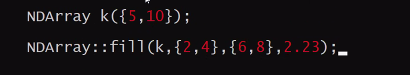 NDArray k({5,10});
NDArray::fill(k,{2,4},{6,8},2.23);